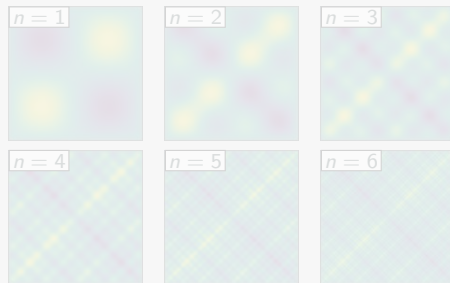 n = 1
n = 2
n = 3
n = 4
n = 5
n = 6